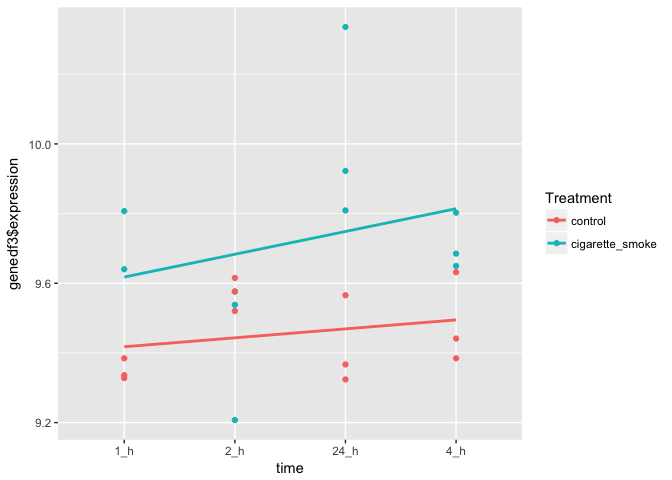 10.0
9.6
9.2
genedf3$expression
1_h 2_h 24_h 4_h
time
Treatment
control
cigarette_smoke